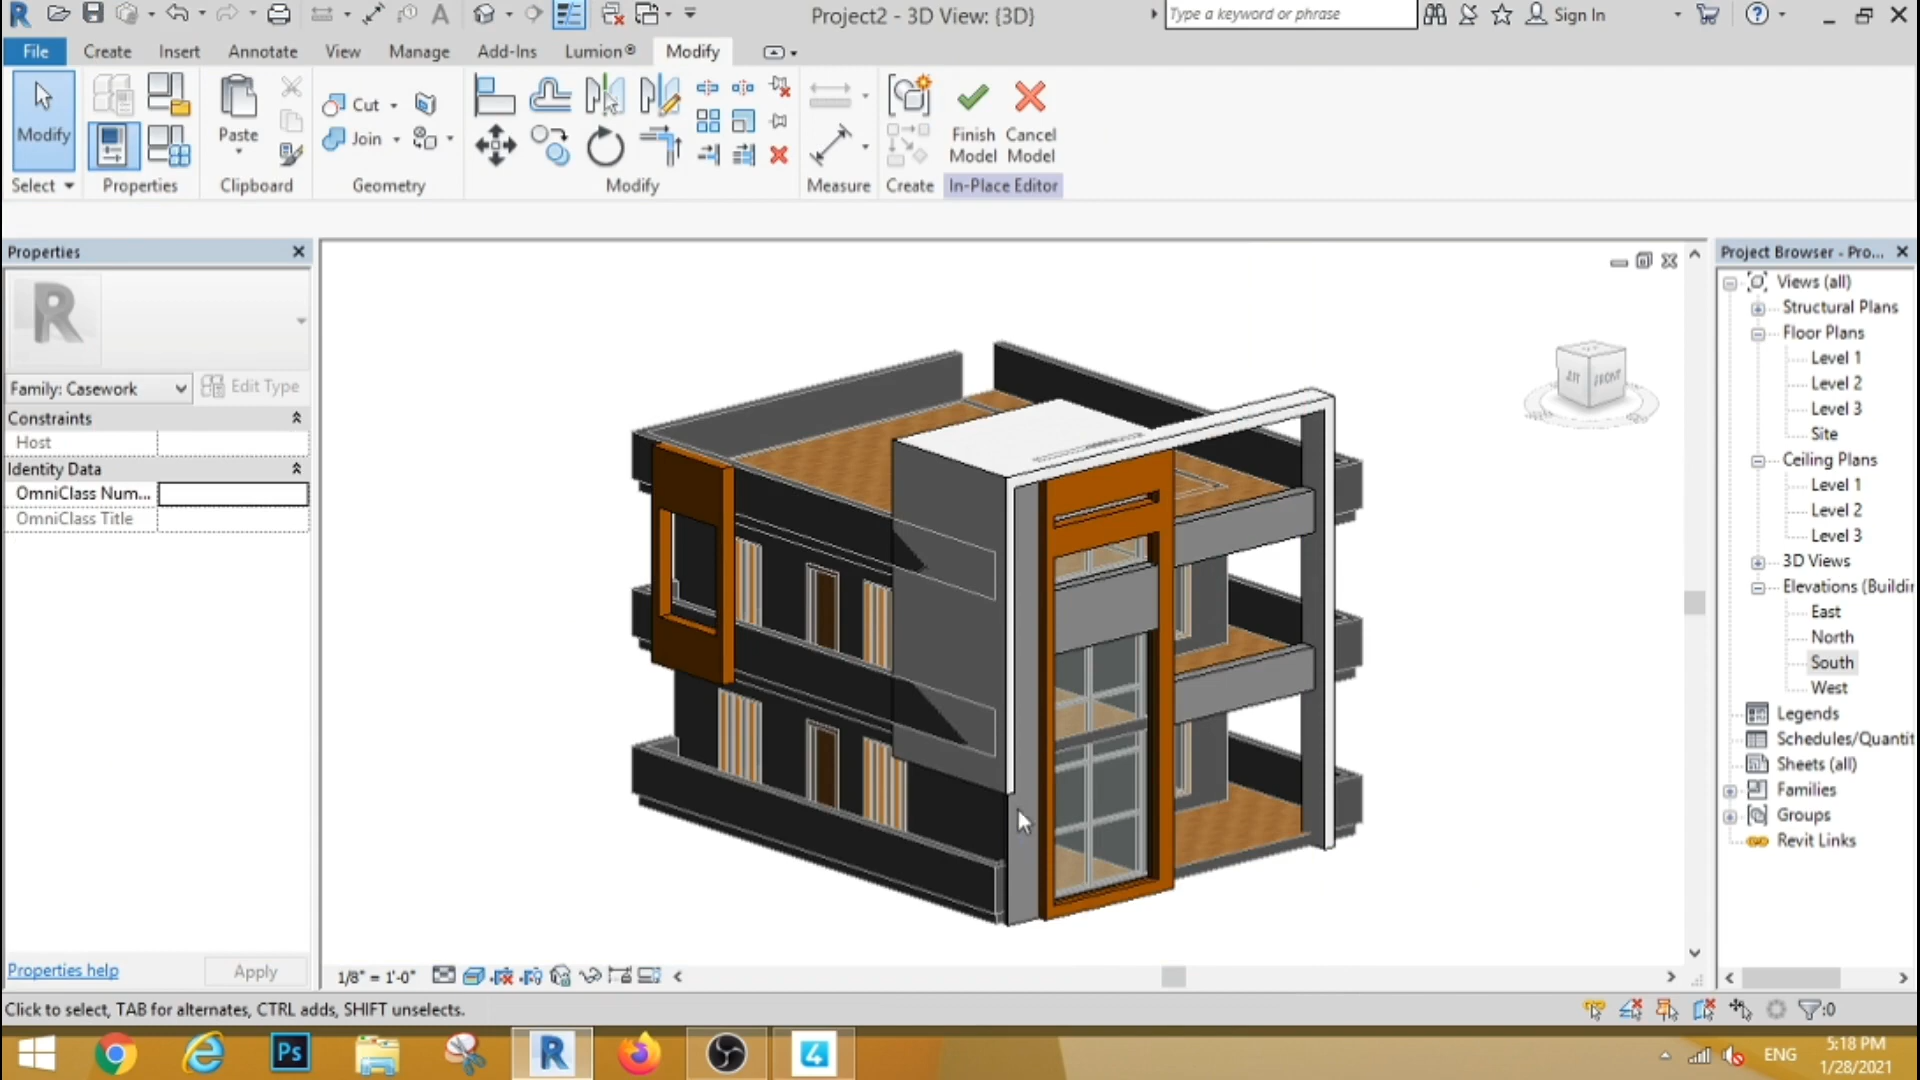 Project2 - 3D View: {3D}
Type a keyword or phrase
Sign In
File
Create
Insert
Annotate
View
Manage
Add-Ins
Lumion®
Modify
Modify
Paste
Cut
Join
Finish
Model
Cancel
Model
Select
Properties
Clipboard
Geometry
Modify
Measure
Create
In-Place Editor
Properties
Family: Casework
Edit Type
Constraints
Host
Identity Data
OmniClass Num...
OmniClass Title
Properties help
Apply
FRONT
1/8" = 1'-0"
Project Browser - Pro...
Views (all)
Structural Plans
Floor Plans
Level 1
Level 2
Level 3
Site
Ceiling Plans
Level 1
Level 2
Level 3
3D Views
Elevations (Buildin
East
North
South
West
Legends
Schedules/Quantit
Sheets (all)
Families
Groups
Revit Links
Click to select, TAB for alternates, CTRL adds, SHIFT unselects.
:0
Ps
R
4
ENG
5:18 PM
1/28/2021